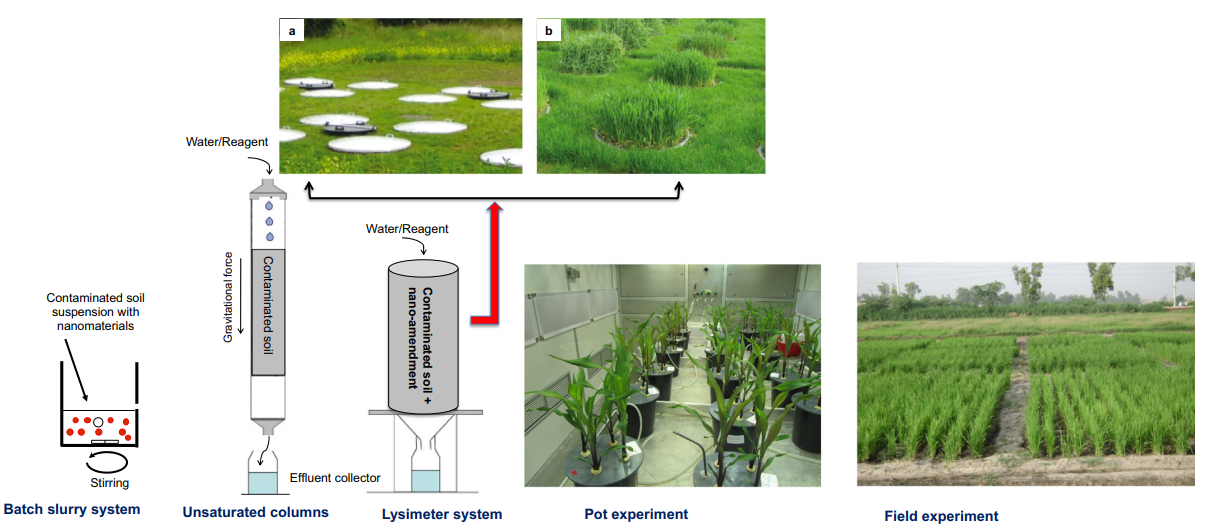 a
b
Water/Reagent
Gravitational force
Contaminated soil
Water/Reagent
Contaminated soil +
nano-amendment
Contaminated soil
suspension with
nanomaterials
Stirring
Effluent collector
Batch slurry system
Unsaturated columns
Lysimeter system
Pot experiment
Field experiment